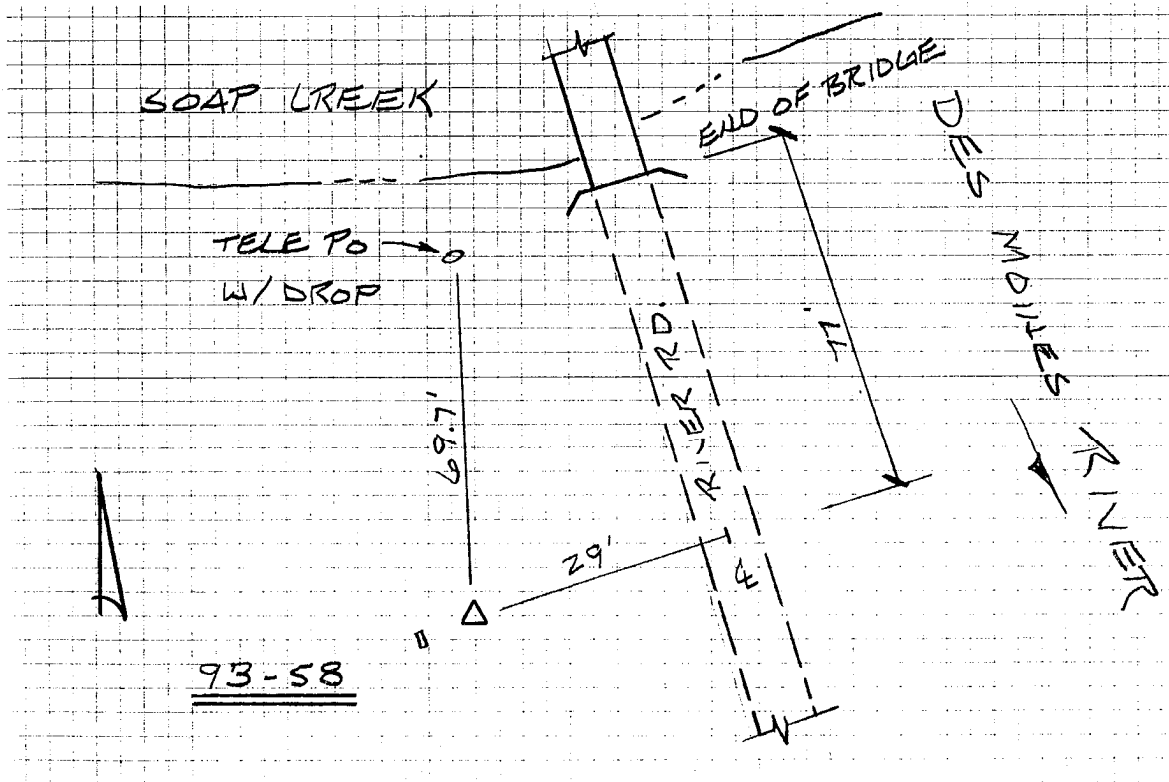 SOAP CREEK
END OF BRIDGE
DES MOINES RIVER
TELE PO
W/ DROP
RIVER RD.
77'
69.7'
29'
℄
93-58